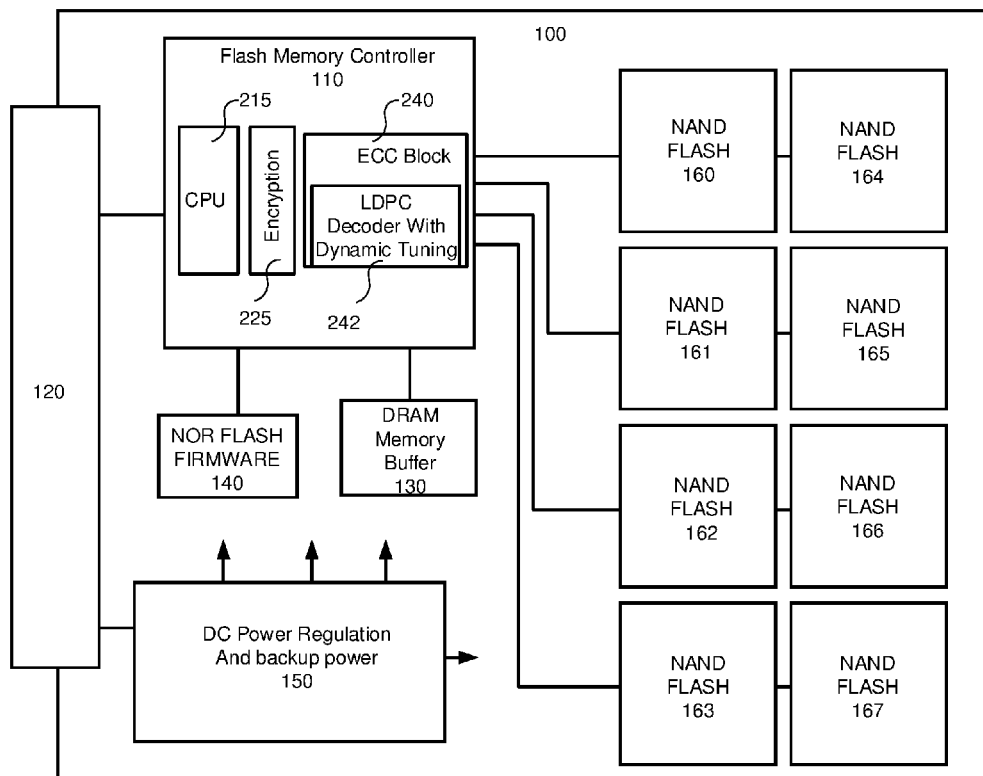 100
Flash Memory Controller
110
215
240
CPU
Encryption
ECC Block
LDPC
Decoder With
Dynamic Tuning
225
242
120
NOR FLASH
FIRMWARE
140
DRAM
Memory
Buffer
130
DC Power Regulation
And backup power
150
NAND
FLASH
160
NAND
FLASH
164
NAND
FLASH
161
NAND
FLASH
165
NAND
FLASH
162
NAND
FLASH
166
NAND
FLASH
163
NAND
FLASH
167